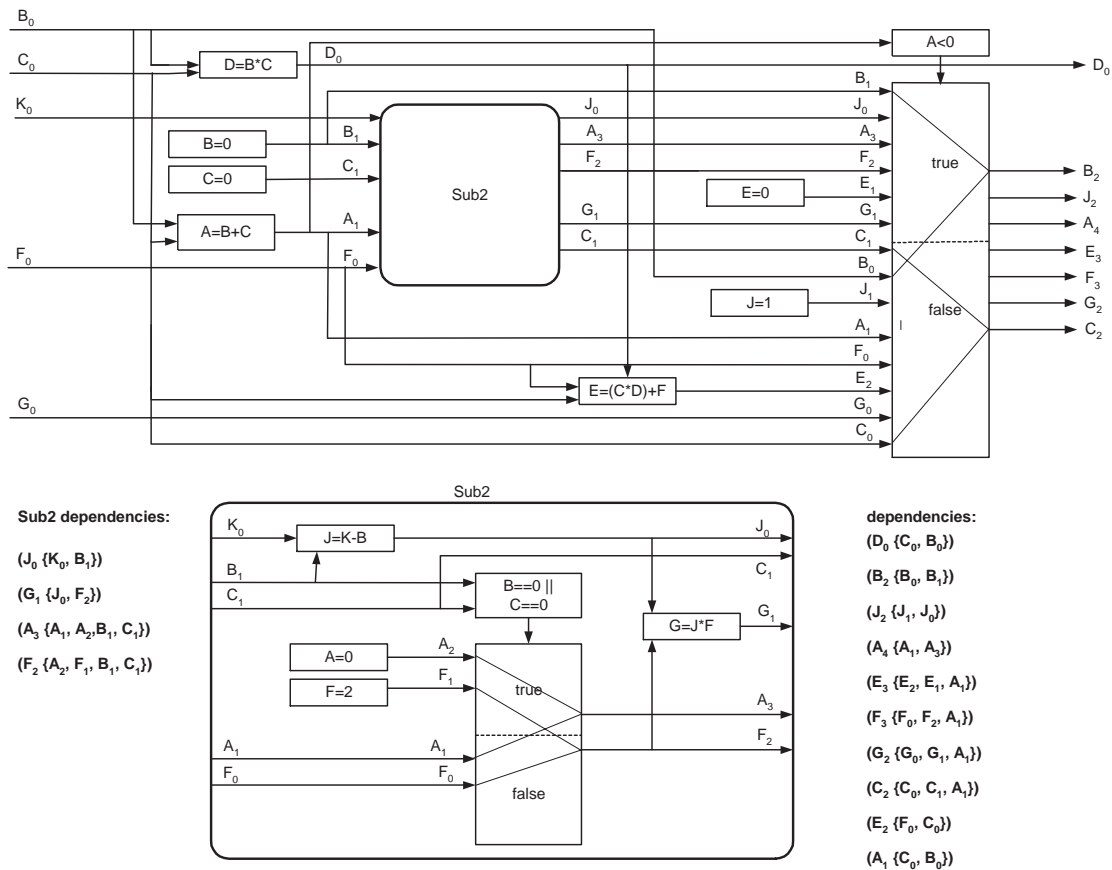 B₀
C₀
D=B*C
D₀
A<0
D₀
K₀
B=0
B₁
C=0
C₁
A=B+C
A₁
F₀
F₀
Sub2
J₀
A₃
F₂
E=0
G₁
C₁
J=1
E=(C*D)+F
G₀
B₁
J₀
A₃
F₂
E₁
G₁
C₁
B₀
J₁
A₁
F₀
E₂
G₀
C₀
true
false
B₂
J₂
A₄
E₃
F₃
G₂
C₂
Sub2 dependencies:
(J₀ {K₀, B₁})
(G₁ {J₀, F₂})
(A₃ {A₁, A₂,B₁, C₁})
(F₂ {A₂, F₁, B₁, C₁})
Sub2
K₀
J=K-B
J₀
B₁
C₁
C₁
B==0 ||
C==0
G=J*F
G₁
A=0
A₂
F=2
F₁
true
A₃
A₁
A₁
F₂
F₀
F₀
false
dependencies:
(D₀ {C₀, B₀})
(B₂ {B₀, B₁})
(J₂ {J₁, J₀})
(A₄ {A₁, A₃})
(E₃ {E₂, E₁, A₁})
(F₃ {F₀, F₂, A₁})
(G₂ {G₀, G₁, A₁})
(C₂ {C₀, C₁, A₁})
(E₂ {F₀, C₀})
(A₁ {C₀, B₀})